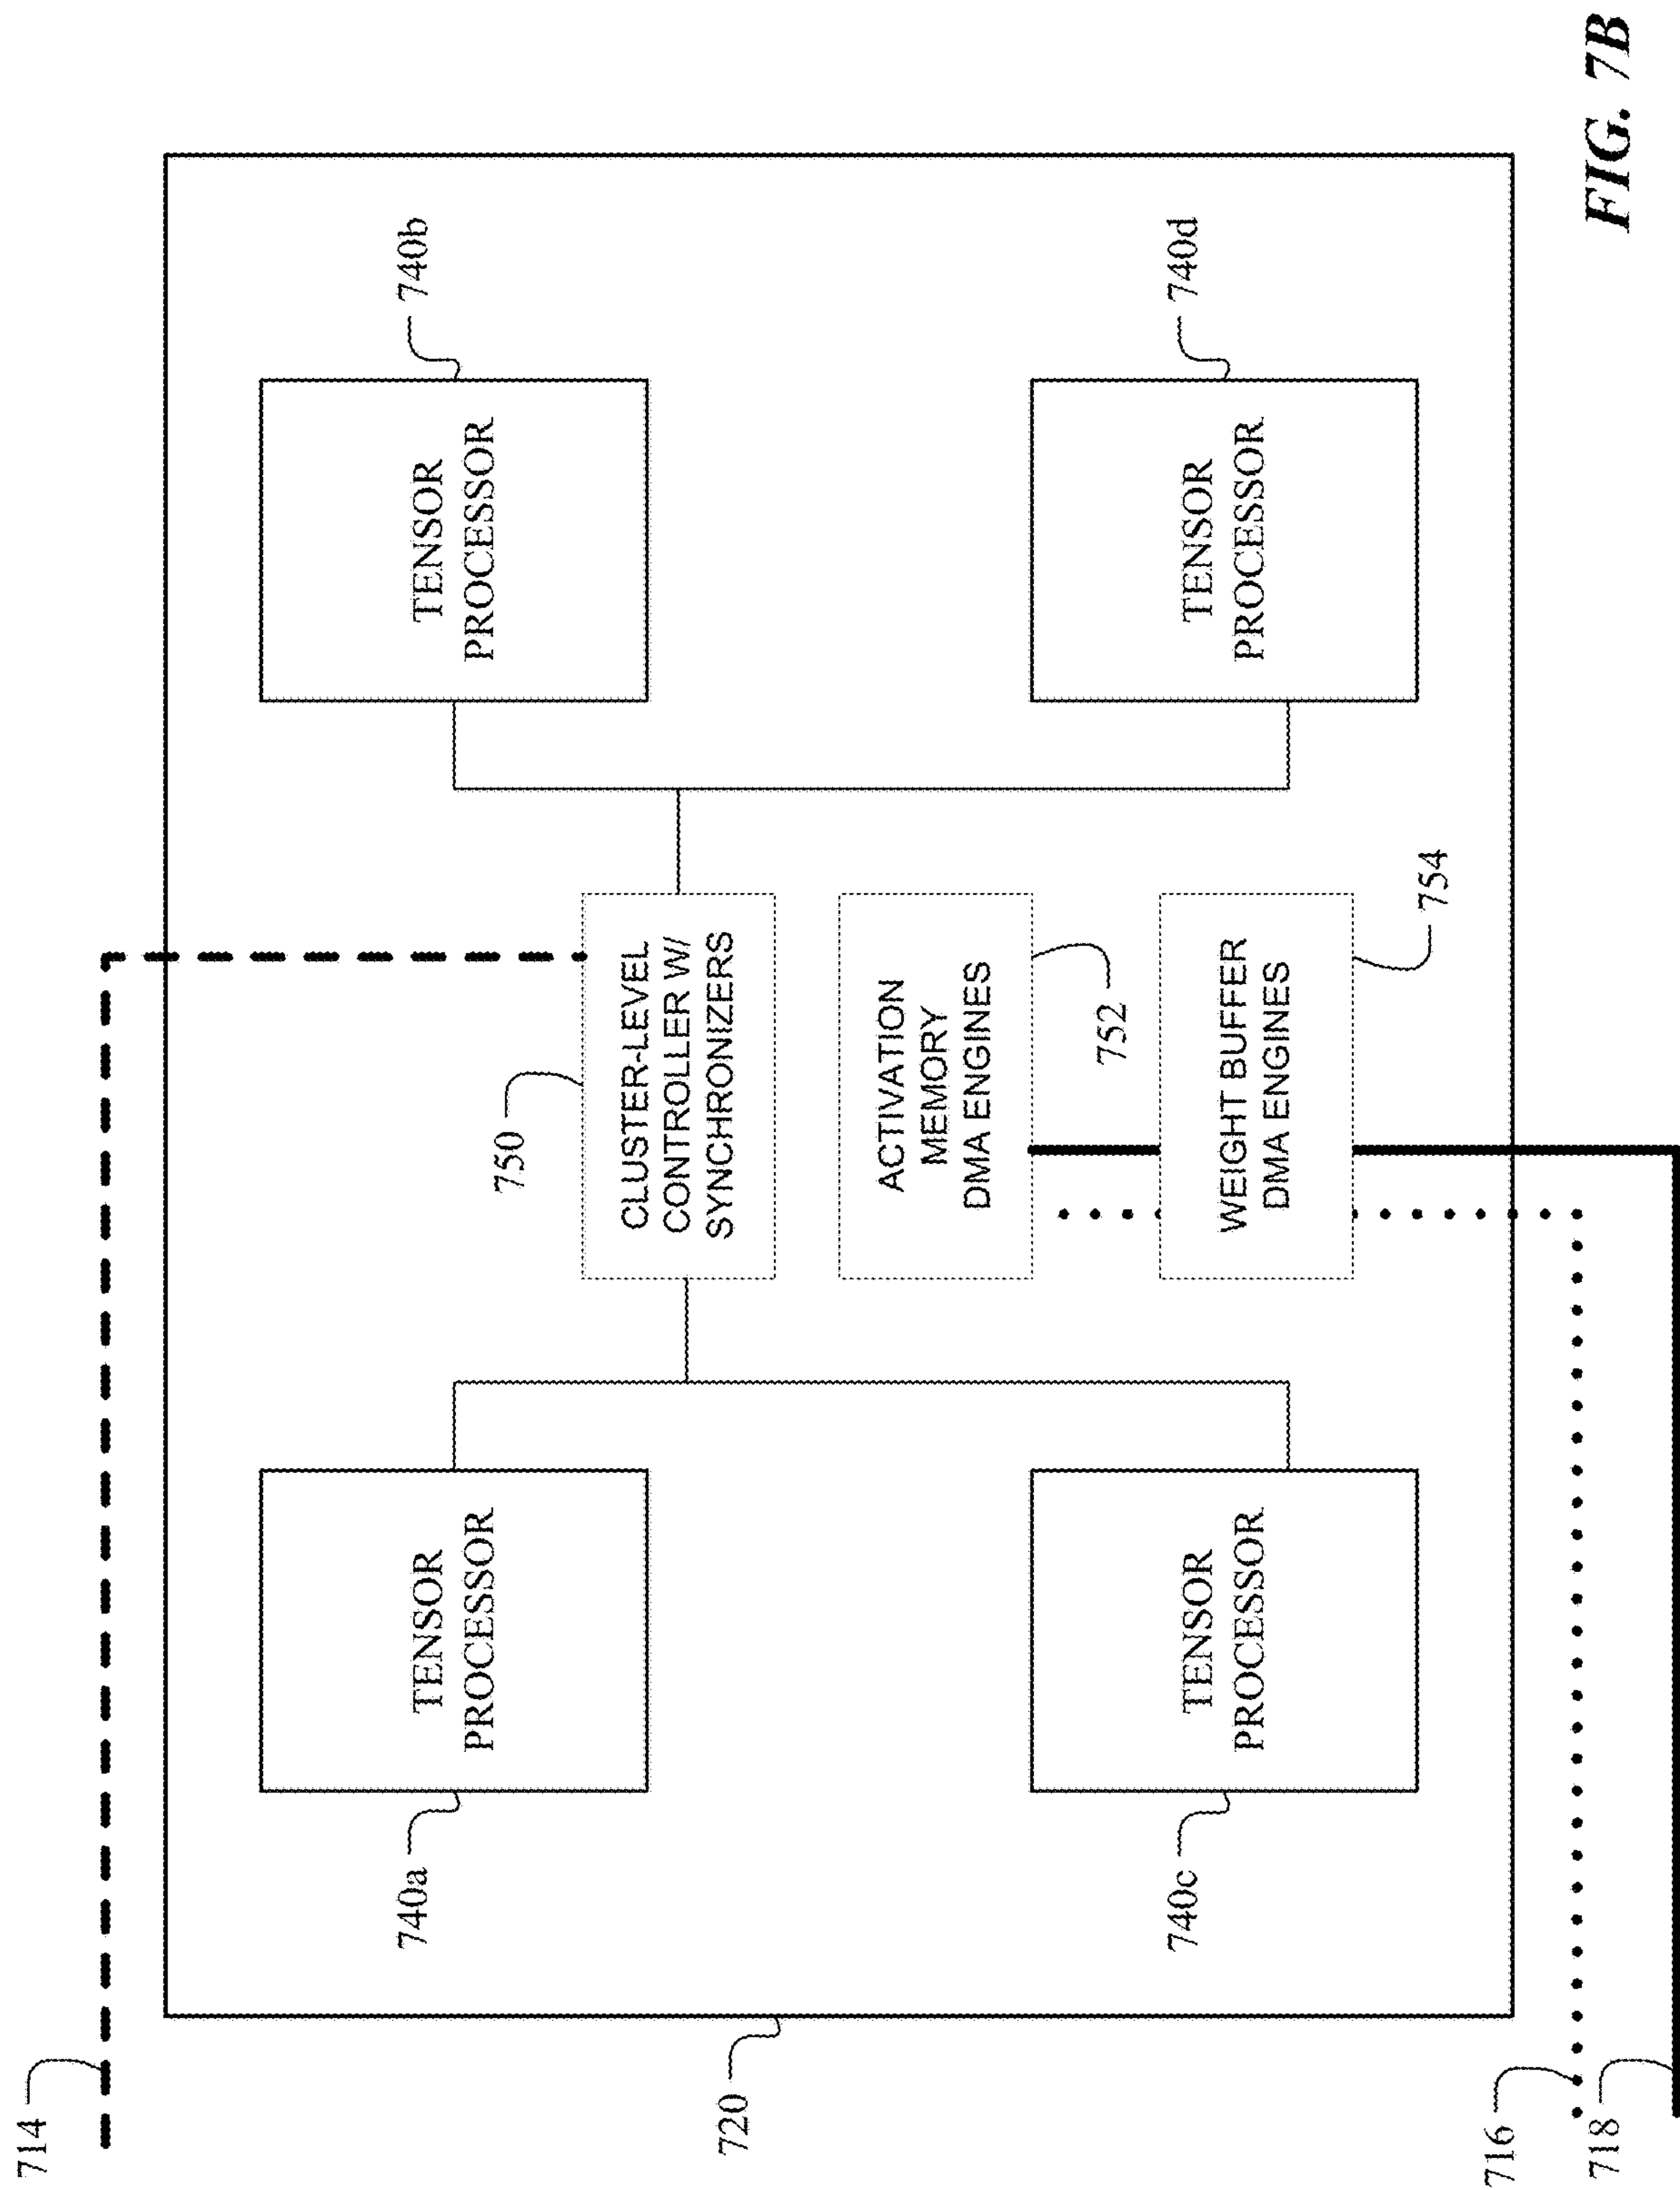 714
740a
TENSOR
PROCESSOR
740b
TENSOR
PROCESSOR
750
CLUSTER-LEVEL
CONTROLLER W/
SYNCHRONIZERS
720
ACTIVATION
MEMORY
DMA ENGINES
752
740c
TENSOR
PROCESSOR
WEIGHT BUFFER
DMA ENGINES
754
740d
TENSOR
PROCESSOR
716
718
FIG. 7B